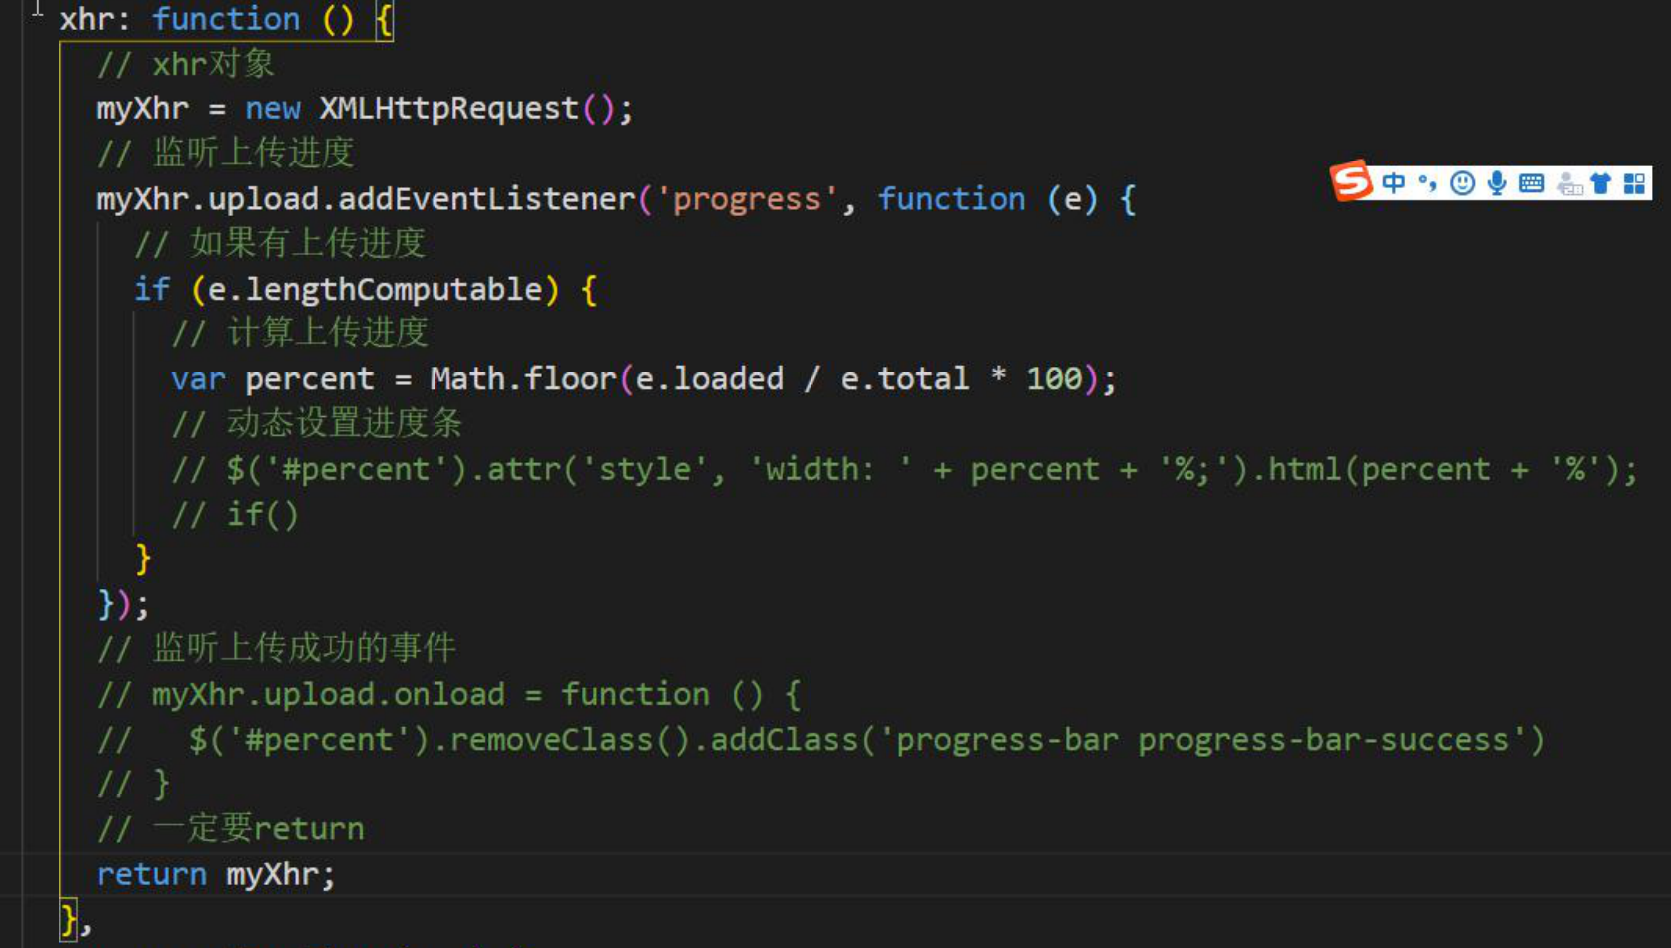 xhr: function () {
// xhr对象
myXhr = new XMLHttpRequest();
// 监听上传进度
myXhr.upload.addEventListener('progress', function (e) {
// 如果有上传进度
if (e.lengthComputable) {
// 计算上传进度
var percent = Math.floor(e.loaded / e.total * 100);
// 动态设置进度条
// $('#percent').attr('style', 'width: ' + percent + '%;').html(percent + '%');
// if()
}
});
// 监听上传成功的事件
// myXhr.upload.onload = function () {
//   $('#percent').removeClass().addClass('progress-bar progress-bar-success')
// }
// 一定要return
return myXhr;
},
S 中 °,